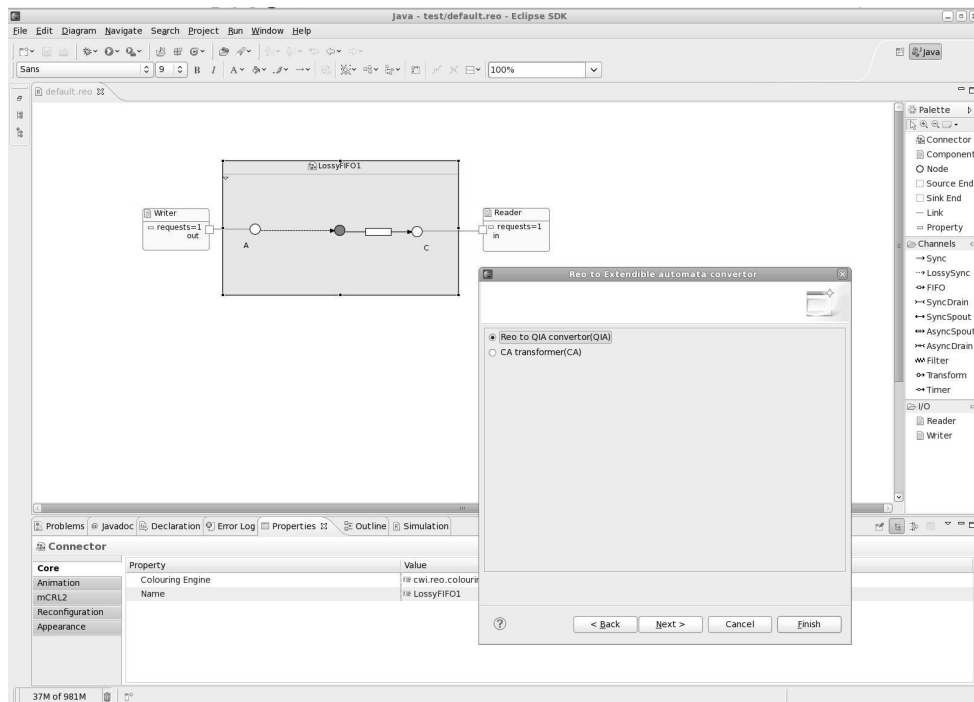 Java - test/default.reo - Eclipse SDK
File Edit Diagram Navigate Search Project Run Window Help
Java
Sans 9 B I A 100%
default.reo
LossyFIFO1
Writer
requests=1
out
A
C
Reader
requests=1
in
Palette
Connector
Component
Node
Source End
Sink End
Link
Property
Channels
Sync
LossySync
FIFO
SyncDrain
SyncSpout
AsyncSpout
AsyncDrain
Filter
Transform
Timer
I/O
Reader
Writer
Reo to Extendible automata convertor
Reo to QIA convertor(QIA)
CA transformer(CA)
< Back Next > Cancel Finish
Problems @ Javadoc Declaration Error Log Properties Outline Simulation
Connector
Core
Animation
mCRL2
Reconfiguration
Appearance
Property Value
Colouring Engine cwi.reo.colourin
Name LossyFIFO1
37M of 981M